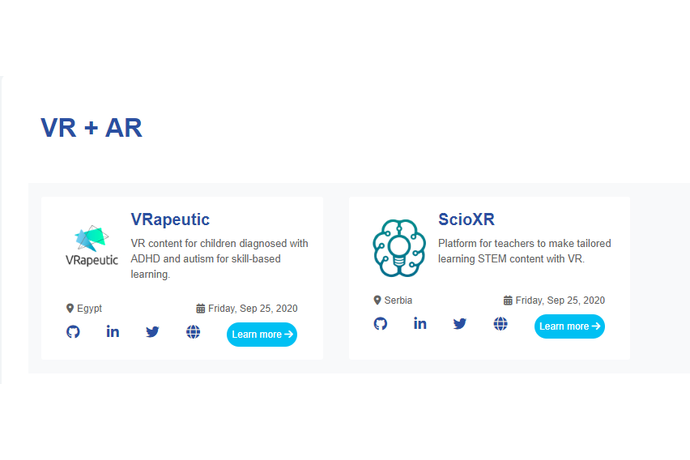 VR + AR
VRapeutic
VR content for children diagnosed with
ADHD and autism for skill-based
learning.
VRapeutic
Egypt
Friday, Sep 25, 2020
Learn more
ScioXR
Platform for teachers to make tailored
learning STEM content with VR.
Serbia
Friday, Sep 25, 2020
Learn more